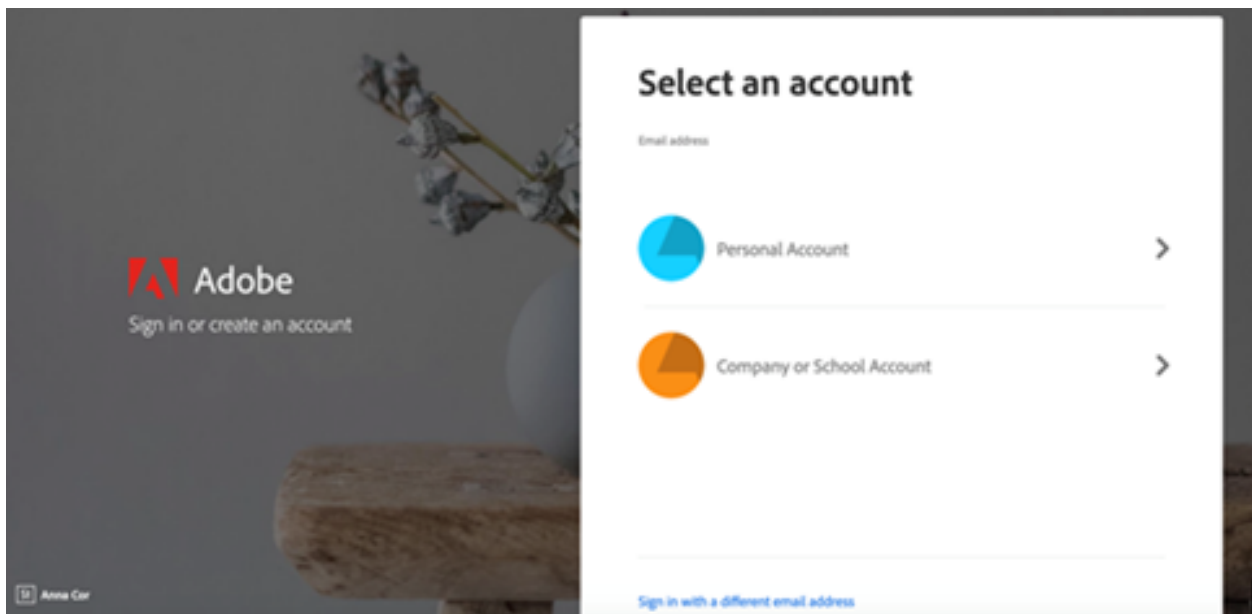 Adobe
Sign in or create an account
St Anna Cor
Select an account
Email address
Personal Account
Company or School Account
Sign in with a different email address